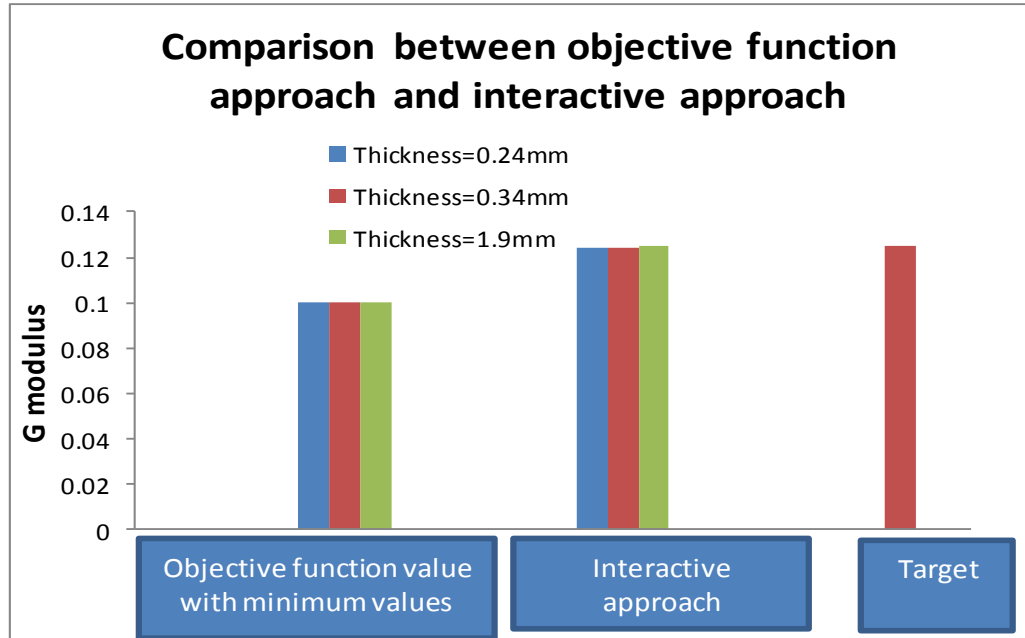 Comparison between objective function
approach and interactive approach
Thickness=0.24mm
Thickness=0.34mm
Thickness=1.9mm
G modulus
0.14
0.12
0.1
0.08
0.06
0.04
0.02
0
Objective function value
with minimum values
Interactive
approach
Target